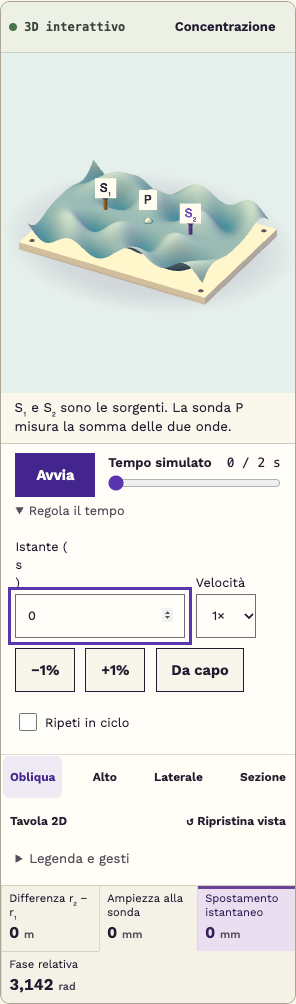 3D interattivo Concentrazione
S₁
P
S₂
S₁ e S₂ sono le sorgenti. La sonda P
misura la somma delle due onde.
Avvia Tempo simulato 0 / 2 s
▼ Regola il tempo
Istante (
s
) Velocità
0 1×
−1% +1% Da capo
Ripeti in ciclo
Obliqua Alto Laterale Sezione
Tavola 2D ↺ Ripristina vista
▶ Legenda e gesti
Differenza r₂ −
r₁
0 m
Ampiezza alla
sonda
0 mm
Spostamento
istantaneo
0 mm
Fase relativa
3,142 rad